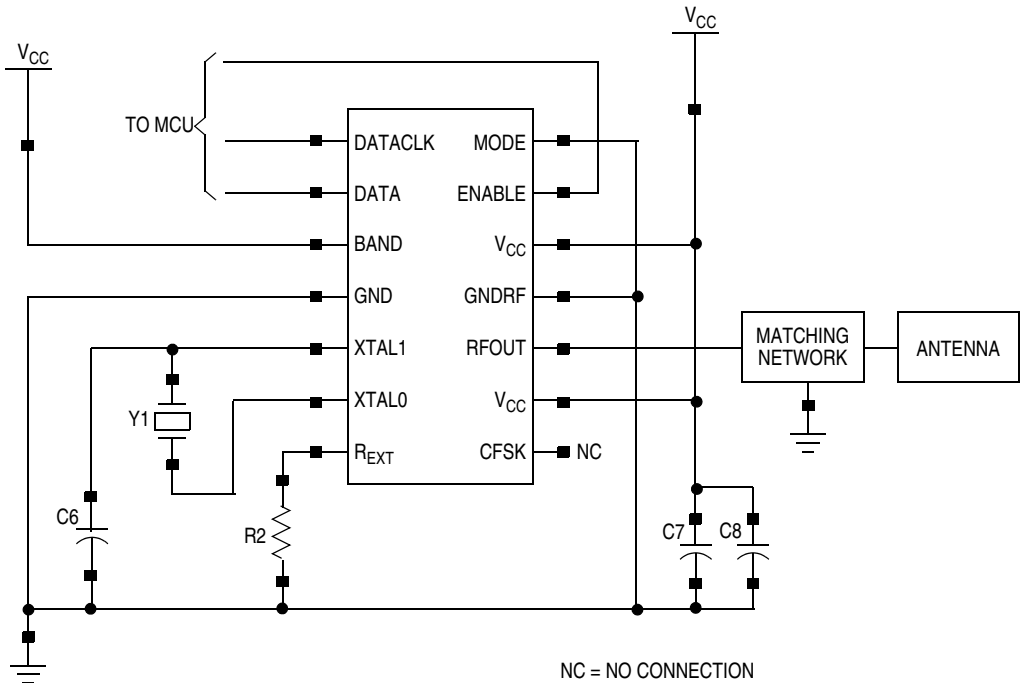 VCC
VCC
TO MCU
DATACLK MODE
DATA ENABLE
BAND VCC
GND GNDRF
XTAL1 RFOUT
XTAL0 VCC
REXT CFSK NC
MATCHING
NETWORK
ANTENNA
Y1
C6
R2
C7 C8
NC = NO CONNECTION